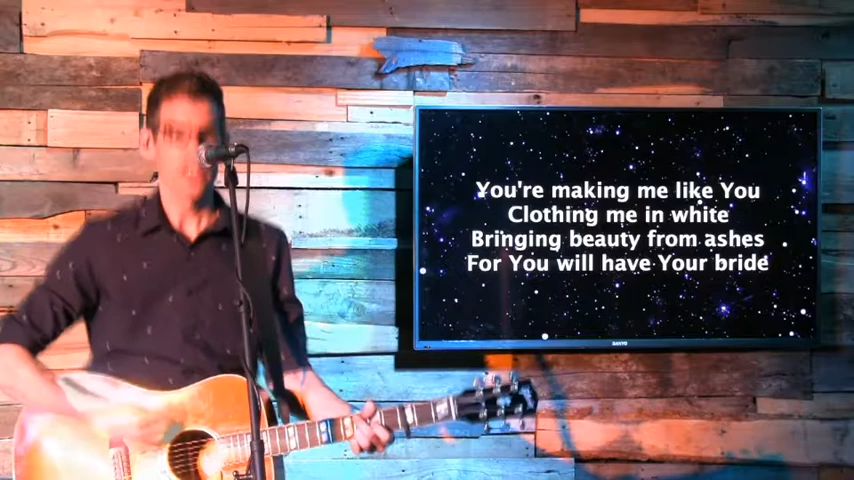 You're making me like You
Clothing me in white
Bringing beauty from ashes
For You will have Your bride
SANYO